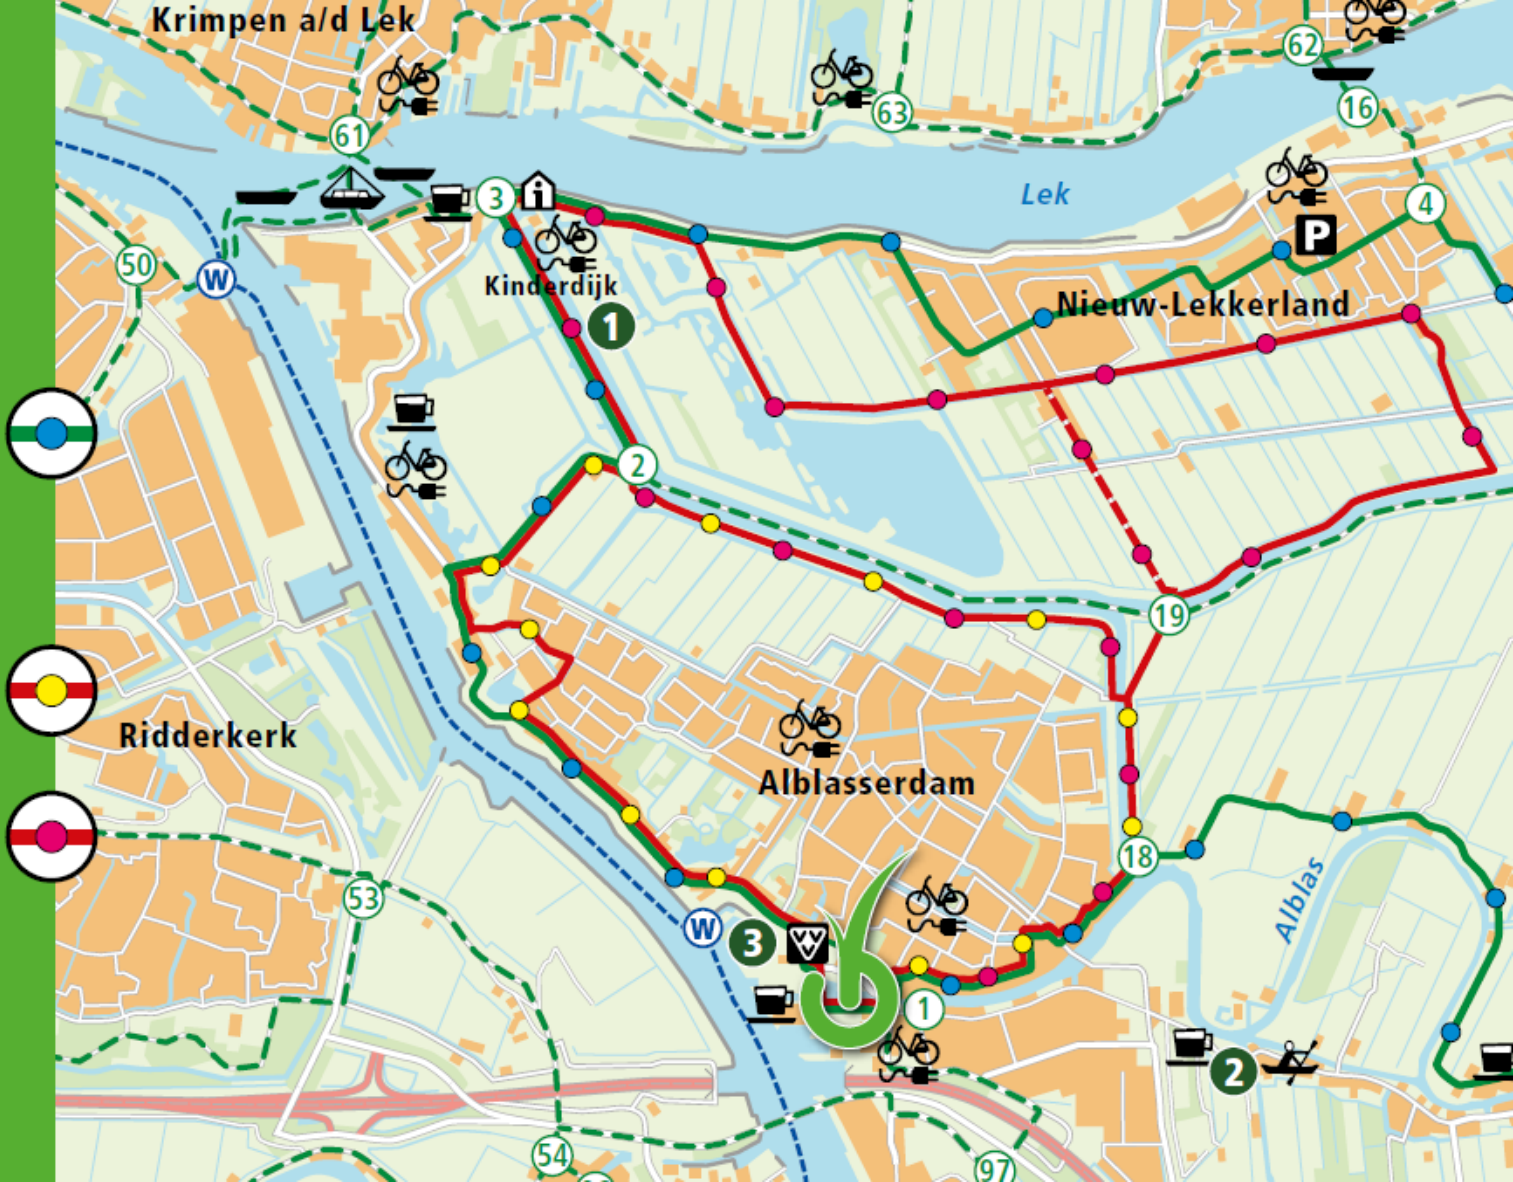 Krimpen a/d Lek
62
63
16
61
3
i
Lek
4
P
50
W
Kinderdijk
1
Nieuw-Lekkerland
2
19
Ridderkerk
Alblasserdam
18
53
Alblas
W
3
1
2
54
97